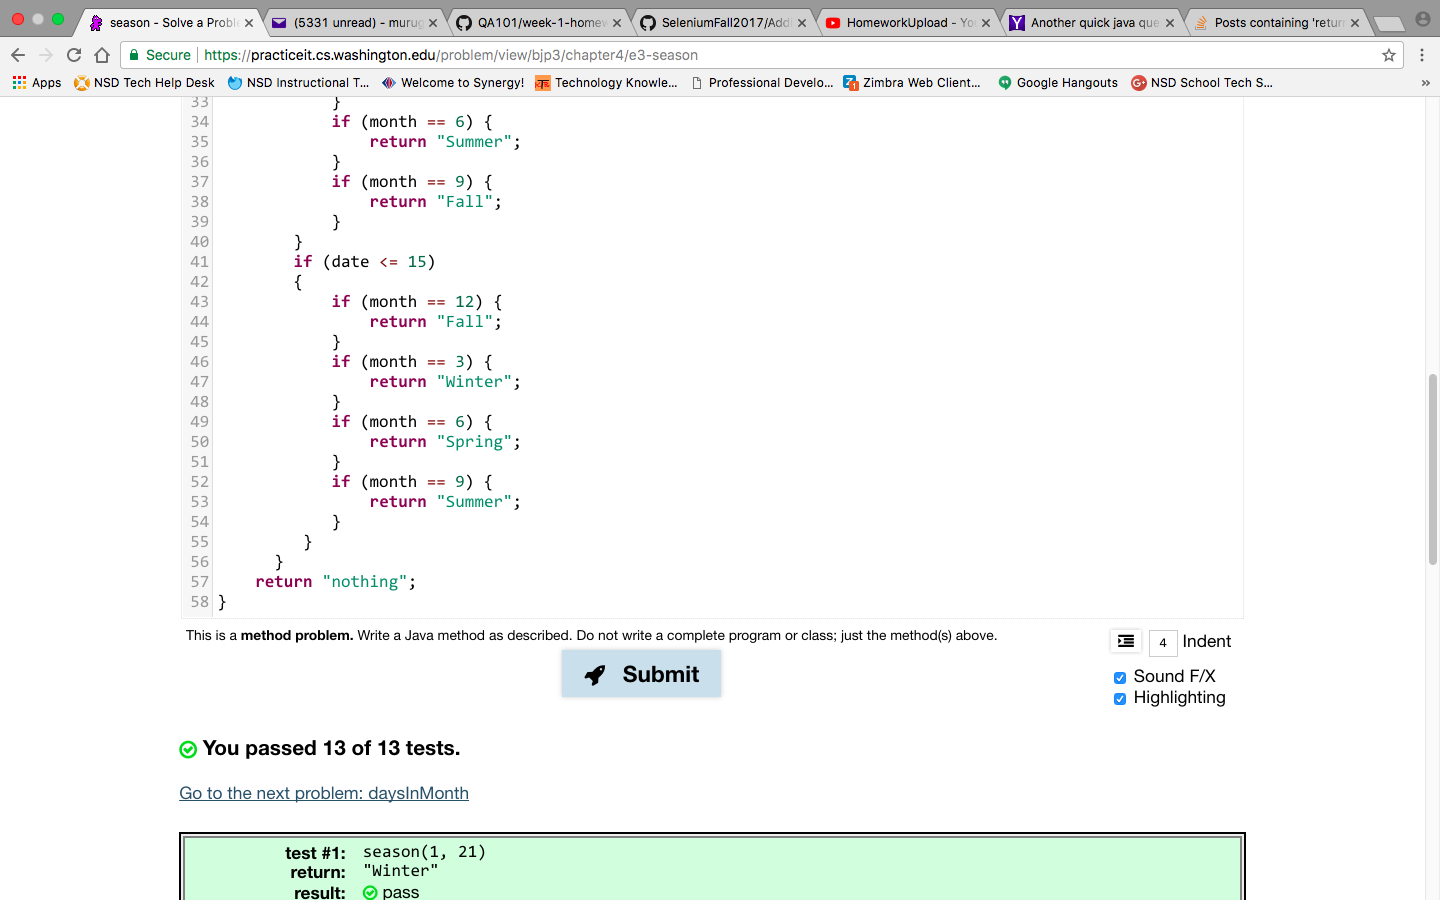 season - Solve a Proble
(5331 unread) - murug
QA101/week-1-homew
SeleniumFall2017/Addi
HomeworkUpload - You
Another quick java que
Posts containing 'return
Secure https://practiceit.cs.washington.edu/problem/view/bjp3/chapter4/e3-season
Apps NSD Tech Help Desk NSD Instructional T... Welcome to Synergy! Technology Knowle... Professional Develo... Zimbra Web Client... Google Hangouts NSD School Tech S... »
33 }
34 if (month == 6) {
35 return "Summer";
36 }
37 if (month == 9) {
38 return "Fall";
39 }
40 }
41 if (date <= 15)
42 {
43 if (month == 12) {
44 return "Fall";
45 }
46 if (month == 3) {
47 return "Winter";
48 }
49 if (month == 6) {
50 return "Spring";
51 }
52 if (month == 9) {
53 return "Summer";
54 }
55 }
56 }
57 return "nothing";
58 }
This is a method problem. Write a Java method as described. Do not write a complete program or class; just the method(s) above.
4 Indent
Submit
Sound F/X
Highlighting
You passed 13 of 13 tests.
Go to the next problem: daysInMonth
test #1: season(1, 21)
return: "Winter"
result: pass